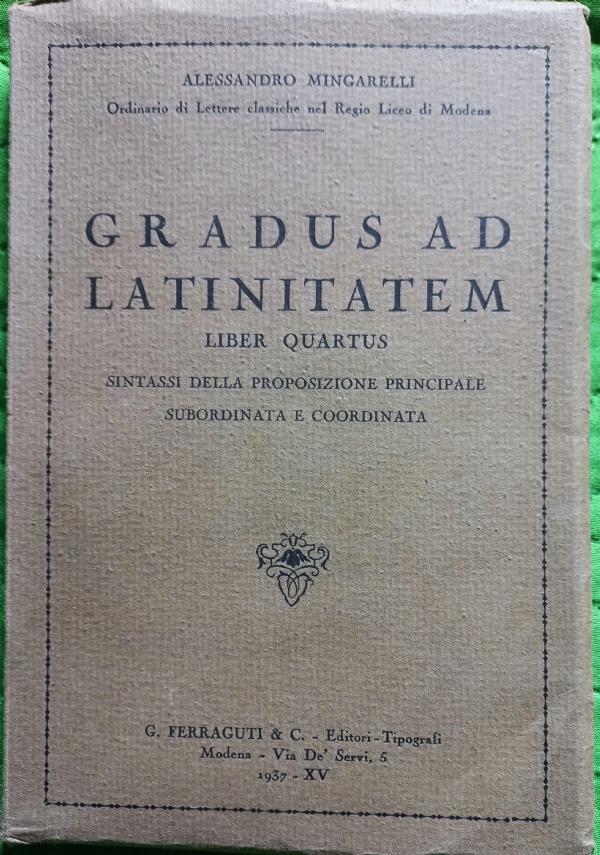 ALESSANDRO MINGARELLI
Ordinario di Lettere classiche nel Regio Liceo di Modena
GRADUS AD
LATINITATEM
LIBER QUARTUS
SINTASSI DELLA PROPOSIZIONE PRINCIPALE
SUBORDINATA E COORDINATA
G. FERRAGUTI & C. - Editori-Tipografi
Modena - Via De' Servi, 5
1937 - XV